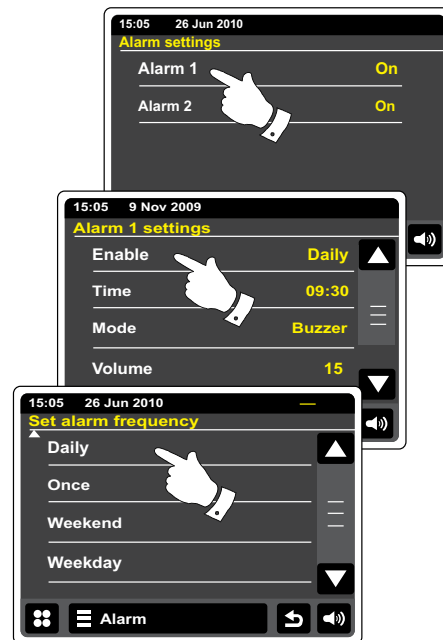 15:05 26 Jun 2010
Alarm settings
Alarm 1 On
Alarm 2 On
15:05 9 Nov 2009
Alarm 1 settings
Enable Daily
Time 09:30
Mode Buzzer
Volume 15
15:05 26 Jun 2010
Set alarm frequency
Daily
Once
Weekend
Weekday
Alarm